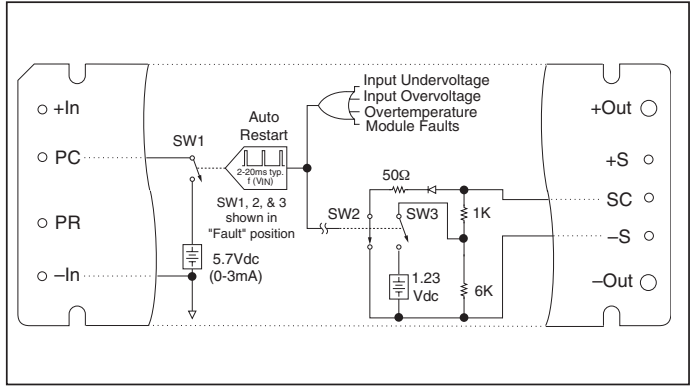 +In
PC
PR
–In
SW1
Auto
Restart
2-20ms typ.
f (VIN)
SW1, 2, & 3
shown in
"Fault" position
5.7Vdc
(0-3mA)
Input Undervoltage
Input Overvoltage
Overtemperature
Module Faults
50Ω
SW2
SW3
1K
1.23
Vdc
6K
+Out
+S
SC
–S
–Out